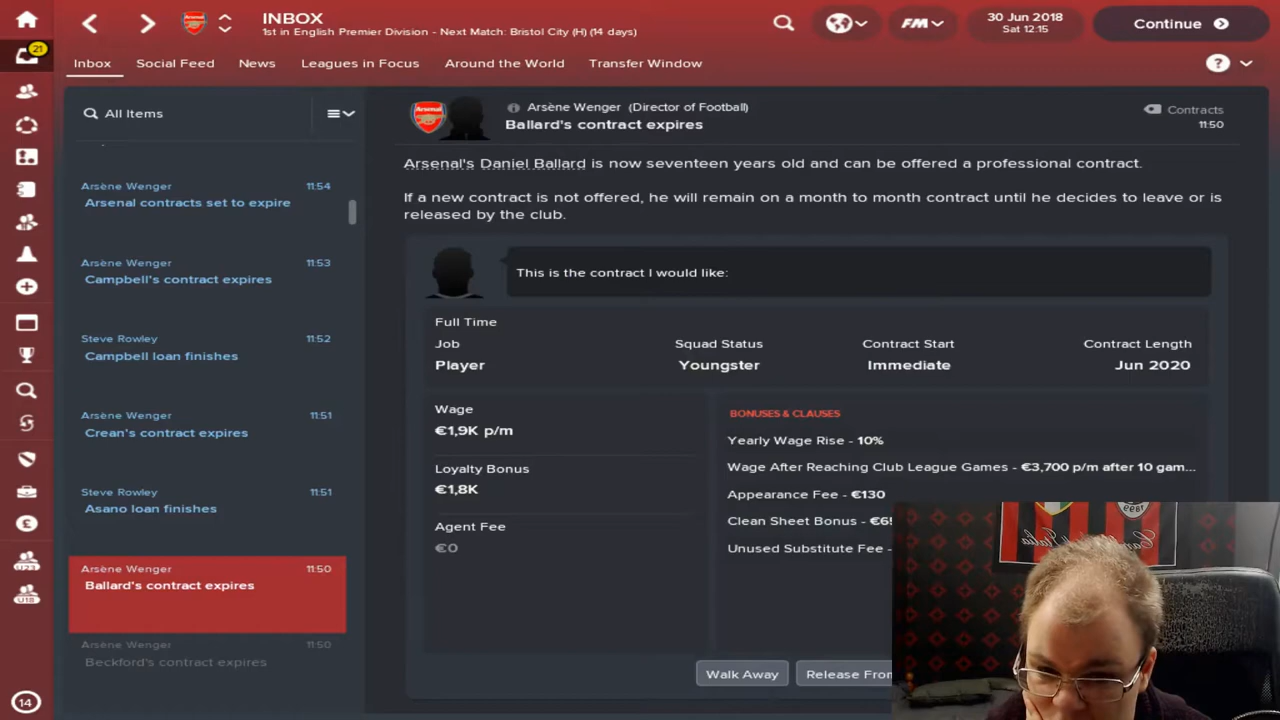 21
INBOX
1st in English Premier Division - Next Match: Bristol City (H) (14 days)
FM
30 Jun 2018
Sat 12:15
Continue
Inbox
Social Feed
News
Leagues in Focus
Around the World
Transfer Window
?
All Items
Arsène Wenger 11:54
Arsenal contracts set to expire
Arsène Wenger 11:53
Campbell's contract expires
Steve Rowley 11:52
Campbell loan finishes
Arsène Wenger 11:51
Crean's contract expires
Steve Rowley 11:51
Asano loan finishes
Arsène Wenger 11:50
Ballard's contract expires
Arsène Wenger 11:50
Beckford's contract expires
U23
U18
14
Arsenal
Arsène Wenger (Director of Football)
Ballard's contract expires
Contracts
11:50
Arsenal's Daniel Ballard is now seventeen years old and can be offered a professional contract.
If a new contract is not offered, he will remain on a month to month contract until he decides to leave or is
released by the club.
This is the contract I would like:
Full Time
Job
Player
Squad Status
Youngster
Contract Start
Immediate
Contract Length
Jun 2020
Wage
€1,9K p/m
Loyalty Bonus
€1,8K
Agent Fee
€0
BONUSES & CLAUSES
Yearly Wage Rise - 10%
Wage After Reaching Club League Games - €3,700 p/m after 10 gam...
Appearance Fee - €130
Clean Sheet Bonus -
Unused Substitute Fee -
Walk Away
Release From
1899